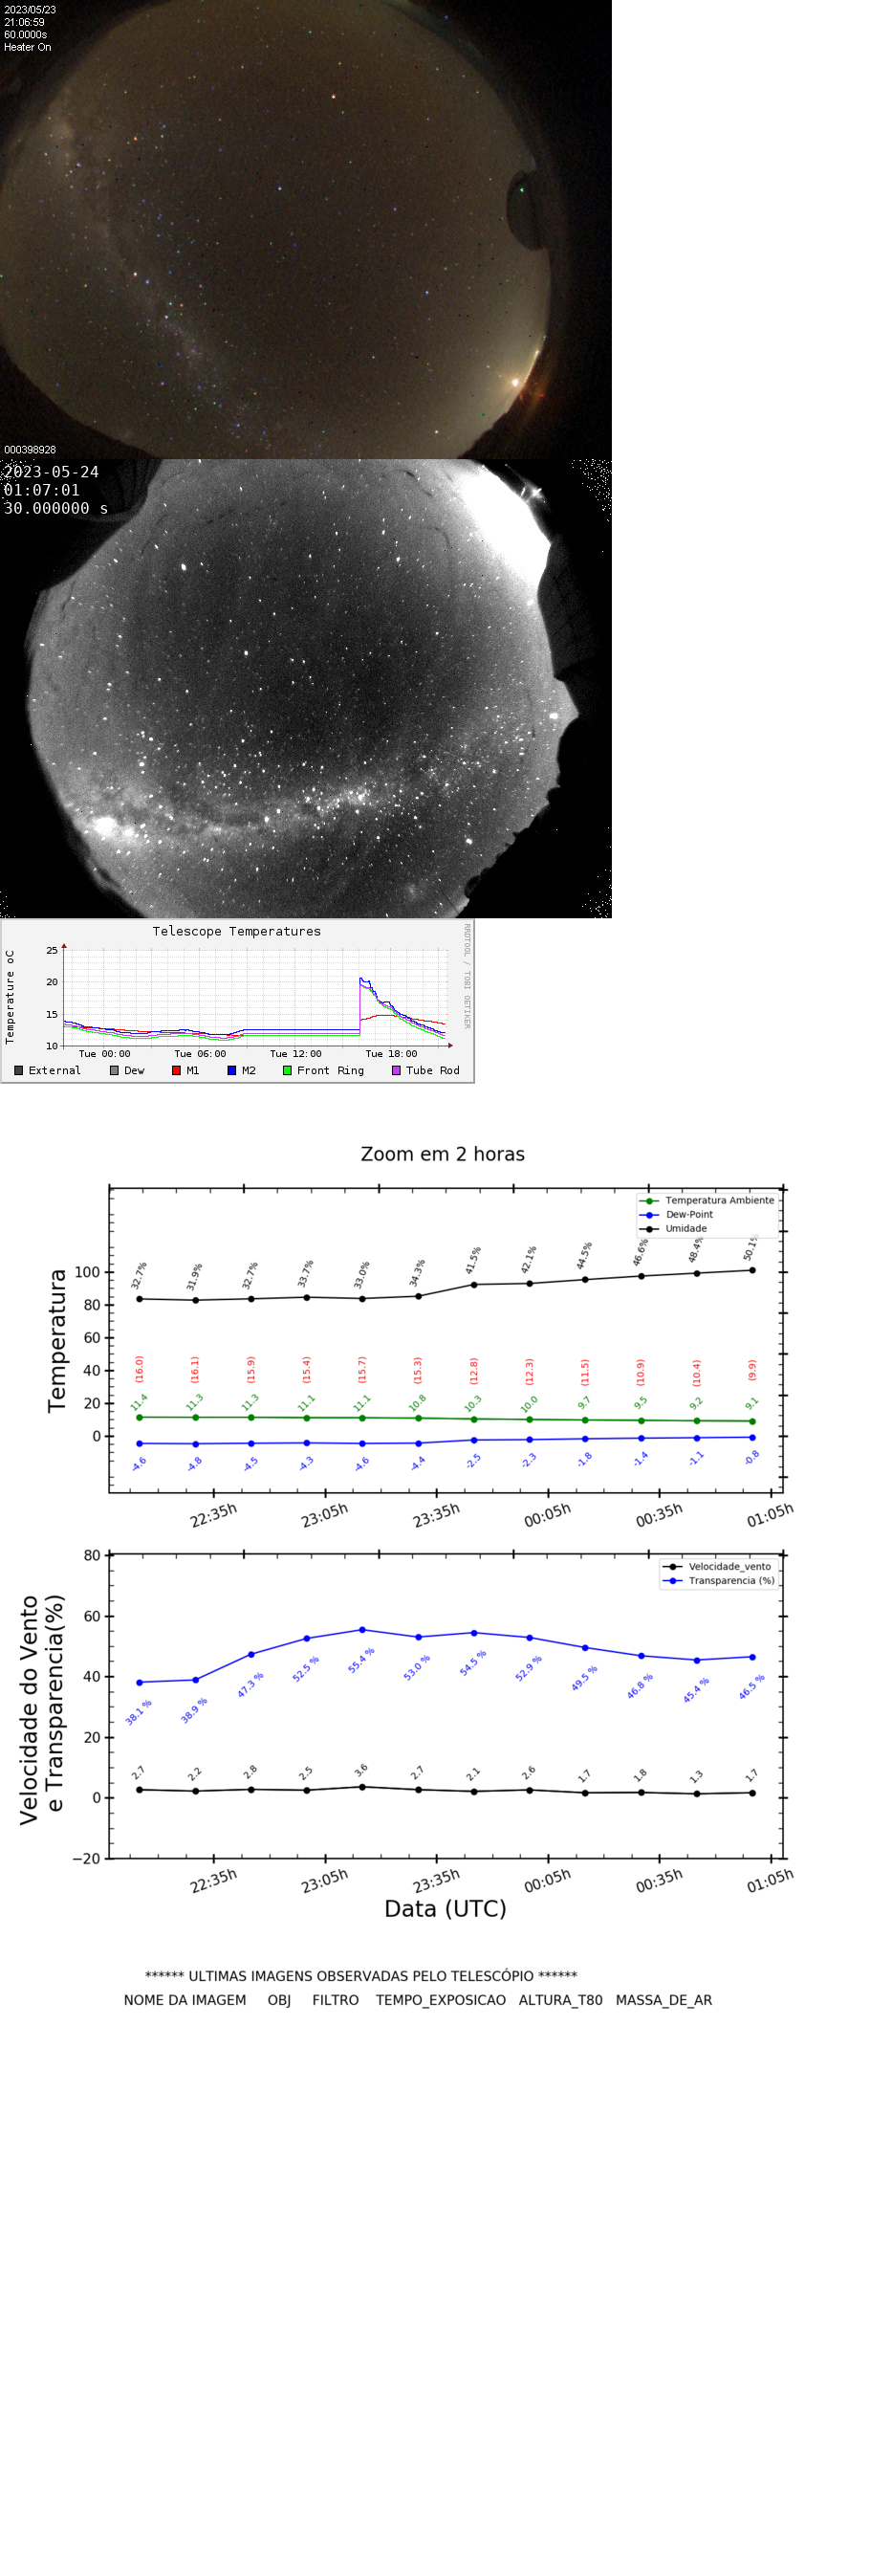 2023/05/23
21:06:59
60.0000s
Heater On
000398928
2023-05-24
01:07:01
30.000000 s
Telescope Temperatures
RRDTOOL / TOBI OETIKER
Temperature oC
25
20
15
10
Tue 00:00 Tue 06:00 Tue 12:00 Tue 18:00
External Dew M1 M2 Front Ring Tube Rod
Zoom em 2 horas
Temperatura Ambiente
Dew-Point
Umidade
Temperatura
100
80
60
40
20
0
32.7% 31.9% 32.7% 33.7% 33.0% 34.3% 41.5% 42.1% 44.5% 46.6% 48.4% 50.1%
(16.0) (16.1) (15.9) (15.4) (15.7) (15.3) (12.8) (12.3) (11.5) (10.9) (10.4) (9.9)
11.4 11.3 11.3 11.1 11.1 10.8 10.3 10.0 9.7 9.5 9.2 9.1
-4.6 -4.8 -4.5 -4.3 -4.6 -4.4 -2.5 -2.3 -1.8 -1.4 -1.1 -0.8
22:35h 23:05h 23:35h 00:05h 00:35h 01:05h
Velocidade_vento
Transparencia (%)
Velocidade do Vento
e Transparencia(%)
80
60
40
20
0
−20
38.1 % 38.9 % 47.3 % 52.5 % 55.4 % 53.0 % 54.5 % 52.9 % 49.5 % 46.8 % 45.4 % 46.5 %
2.7 2.2 2.8 2.5 3.6 2.7 2.1 2.6 1.7 1.8 1.3 1.7
22:35h 23:05h 23:35h 00:05h 00:35h 01:05h
Data (UTC)
****** ULTIMAS IMAGENS OBSERVADAS PELO TELESCÓPIO ******
NOME DA IMAGEM OBJ FILTRO TEMPO_EXPOSICAO ALTURA_T80 MASSA_DE_AR